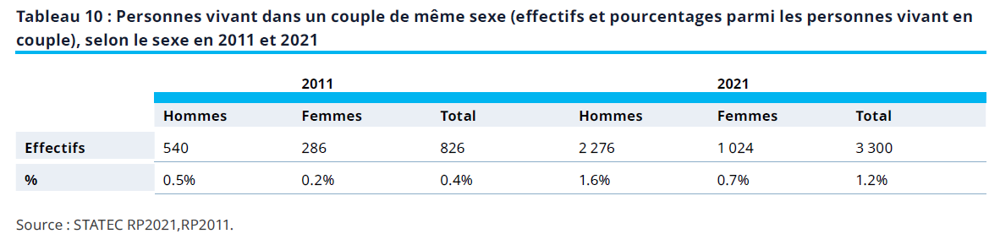 Tableau 10 : Personnes vivant dans un couple de même sexe (effectifs et pourcentages parmi les personnes vivant en
couple), selon le sexe en 2011 et 2021
2011 2021
Hommes Femmes Total Hommes Femmes Total
Effectifs 540 286 826 2 276 1 024 3 300
% 0.5% 0.2% 0.4% 1.6% 0.7% 1.2%
Source : STATEC RP2021,RP2011.